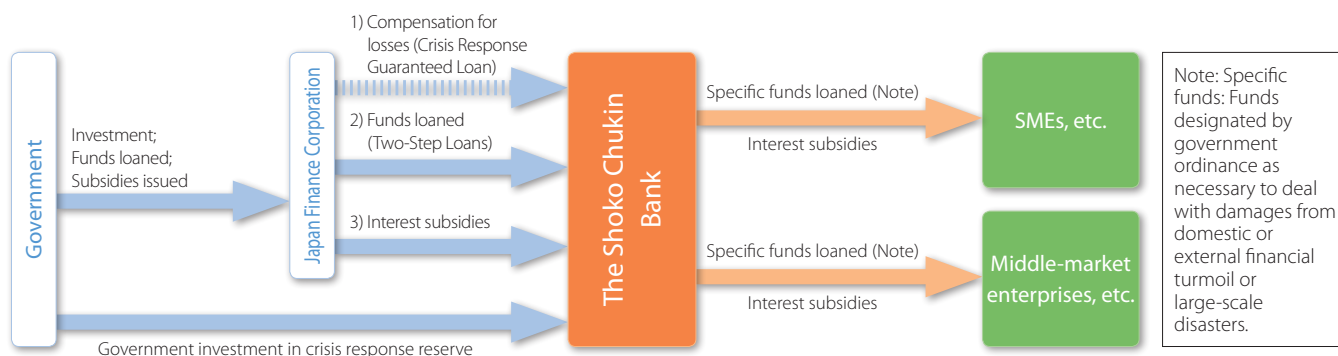 Government
Investment;
Funds loaned;
Subsidies issued
Japan Finance Corporation
1) Compensation for
losses (Crisis Response
Guaranteed Loan)
2) Funds loaned
(Two-Step Loans)
3) Interest subsidies
Government investment in crisis response reserve
The Shoko Chukin
Bank
Specific funds loaned (Note)
Interest subsidies
SMEs, etc.
Specific funds loaned (Note)
Interest subsidies
Middle-market
enterprises, etc.
Note: Specific
funds: Funds
designated by
government
ordinance as
necessary to deal
with damages from
domestic or
external financial
turmoil or
large-scale
disasters.